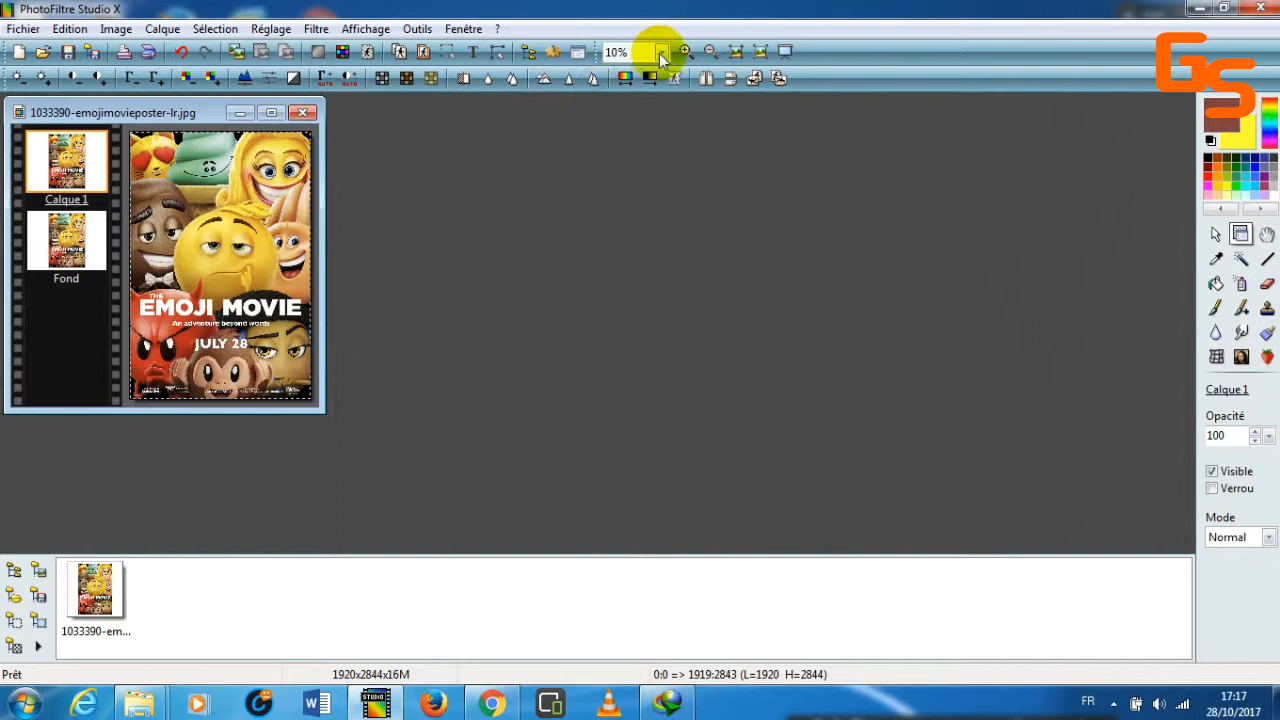 PhotoFiltre Studio X
Fichier Edition Image Calque Sélection Réglage Filtre Affichage Outils Fenêtre ?
10%
GS
1033390-emojimovieposter-lr.jpg
Calque 1
Fond
THE
EMOJI MOVIE
An adventure beyond words
JULY 28
Calque 1
Opacité
100
Visible
Verrou
Mode
Normal
1033390-em...
Prêt 1920x2844x16M 0:0 => 1919:2843 (L=1920 H=2844)
STUDIO
FR
17:17
28/10/2017